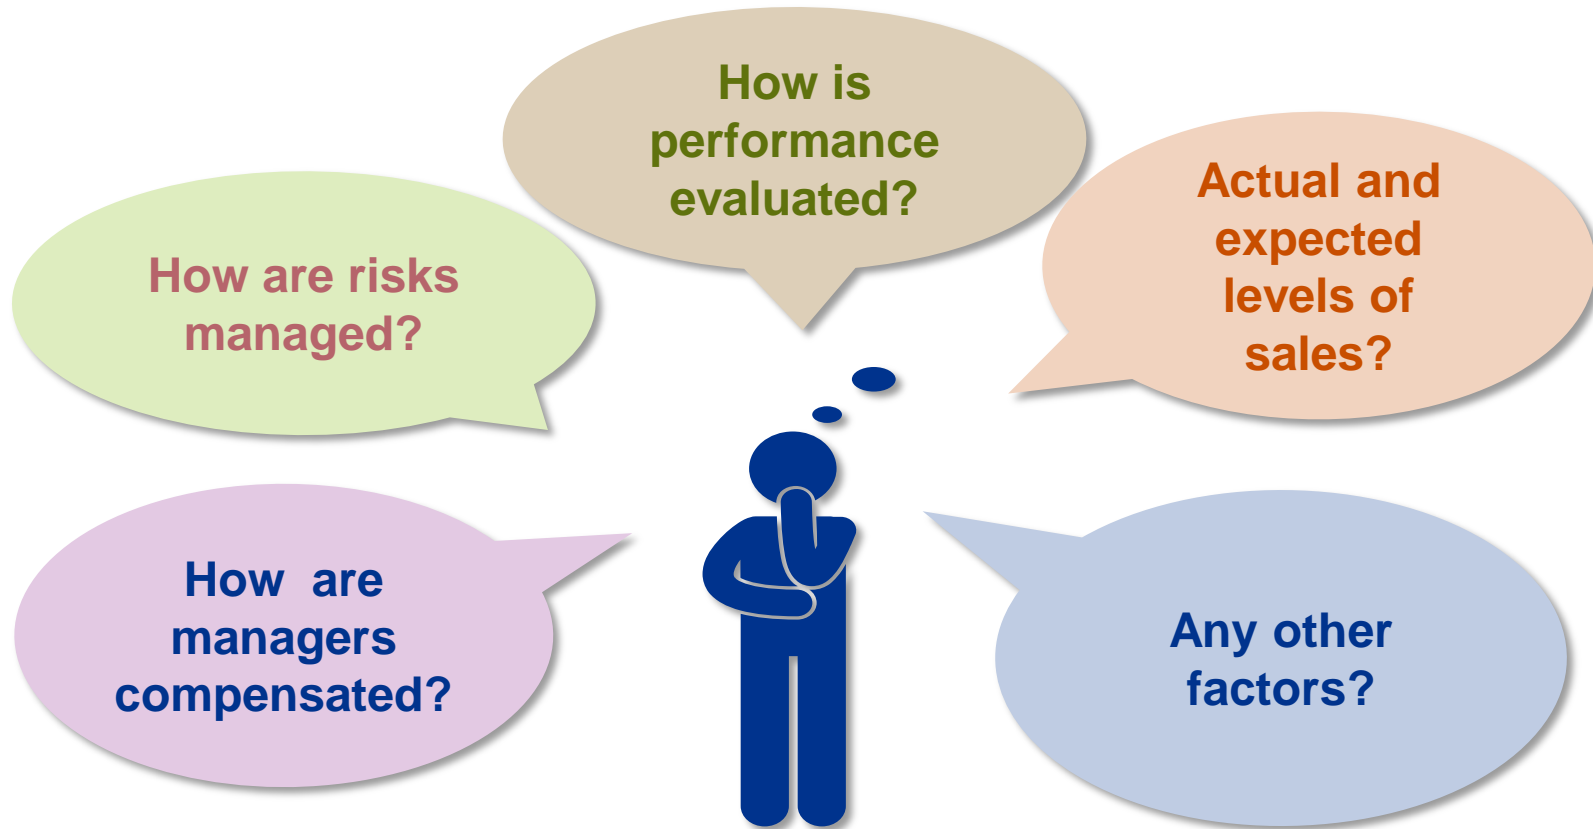 How is
performance
evaluated?
Actual and
expected
levels of
sales?
How are risks
managed?
How  are
managers
compensated?
Any other
factors?